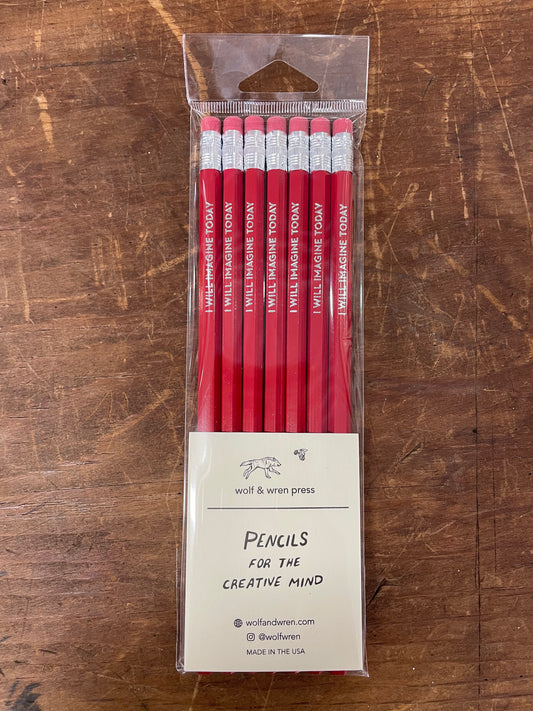 I WILL IMAGINE TODAY
I WILL IMAGINE TODAY
I WILL IMAGINE TODAY
I WILL IMAGINE TODAY
I WILL IMAGINE TODAY
I WILL IMAGINE TODAY
I WILL IMAGINE TODAY
wolf & wren press
PENCILS
FOR THE
CREATIVE MIND
wolfandwren.com
@wolfwren
MADE IN THE USA